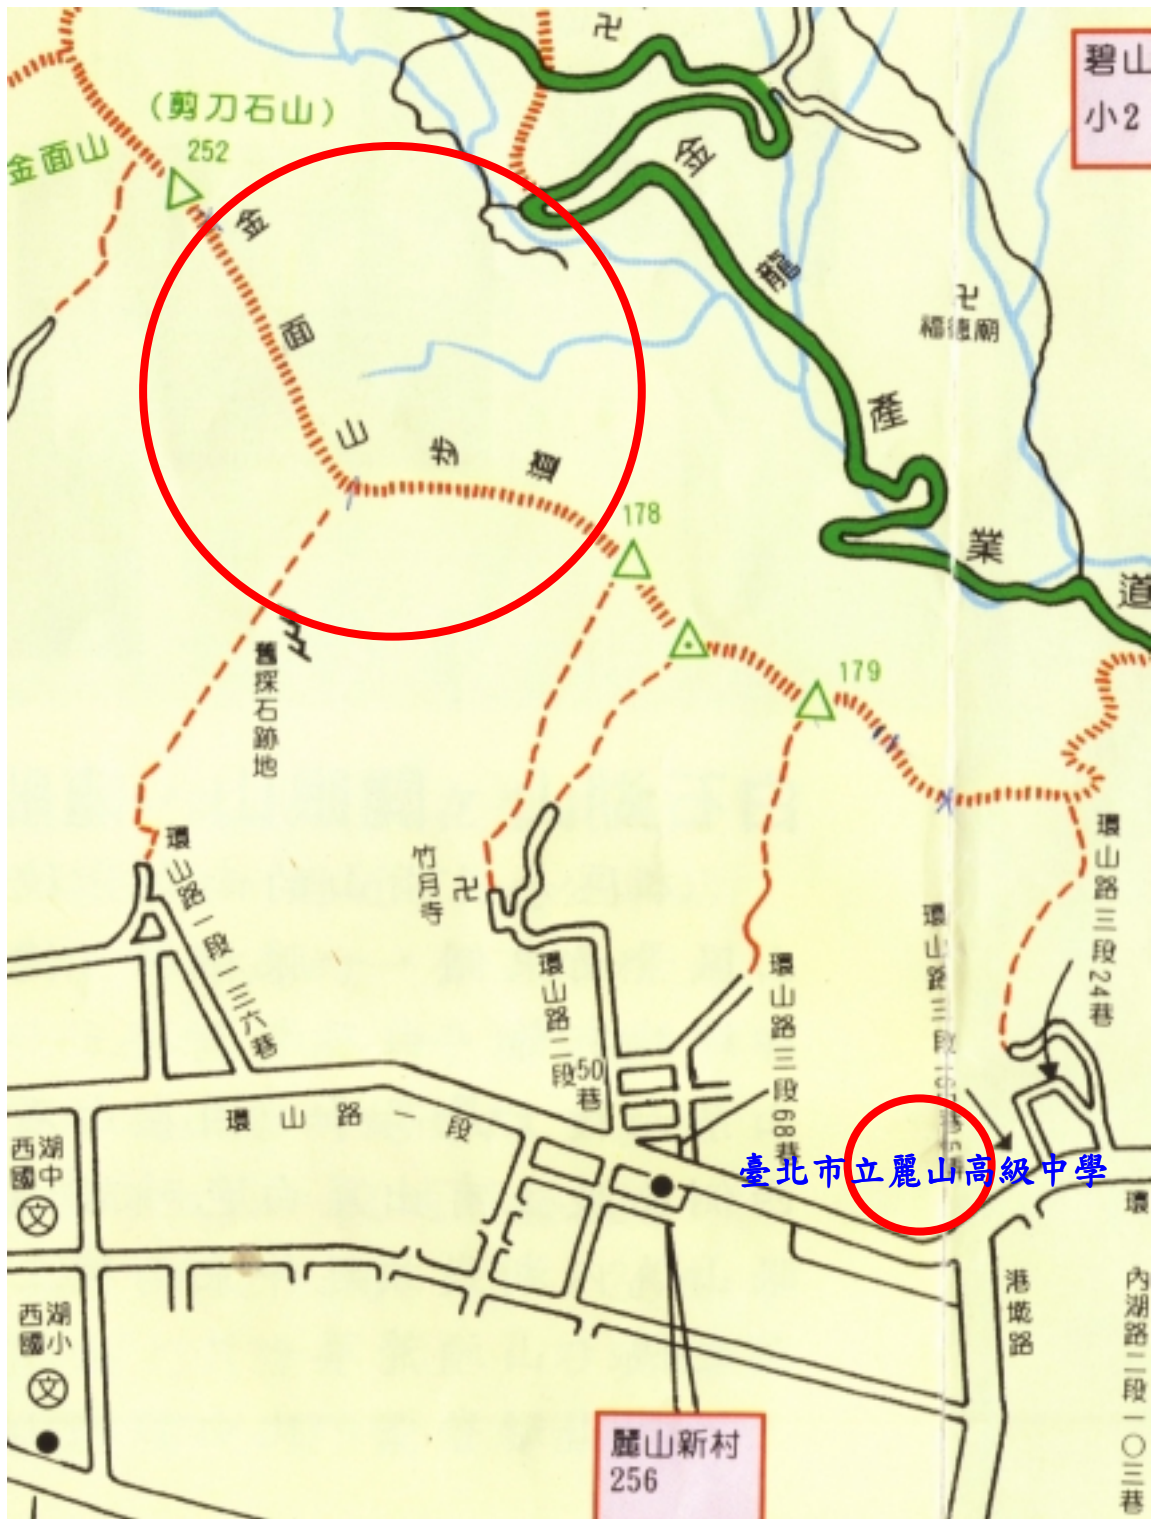 卍
碧山
小2
(剪刀石山)
252
金面山
金面山步道
金龍產業道
卍
福德廟
178
179
舊採石跡地
環山路一段一三六巷
竹月寺
卍
環山路二段50巷
環山路三段68巷
環山路三段
環山路三段24巷
環山路一段
臺北市立麗山高級中學
西湖國中
文
西湖國小
文
港墘路
環
內湖路二段一〇三巷
麗山新村
256